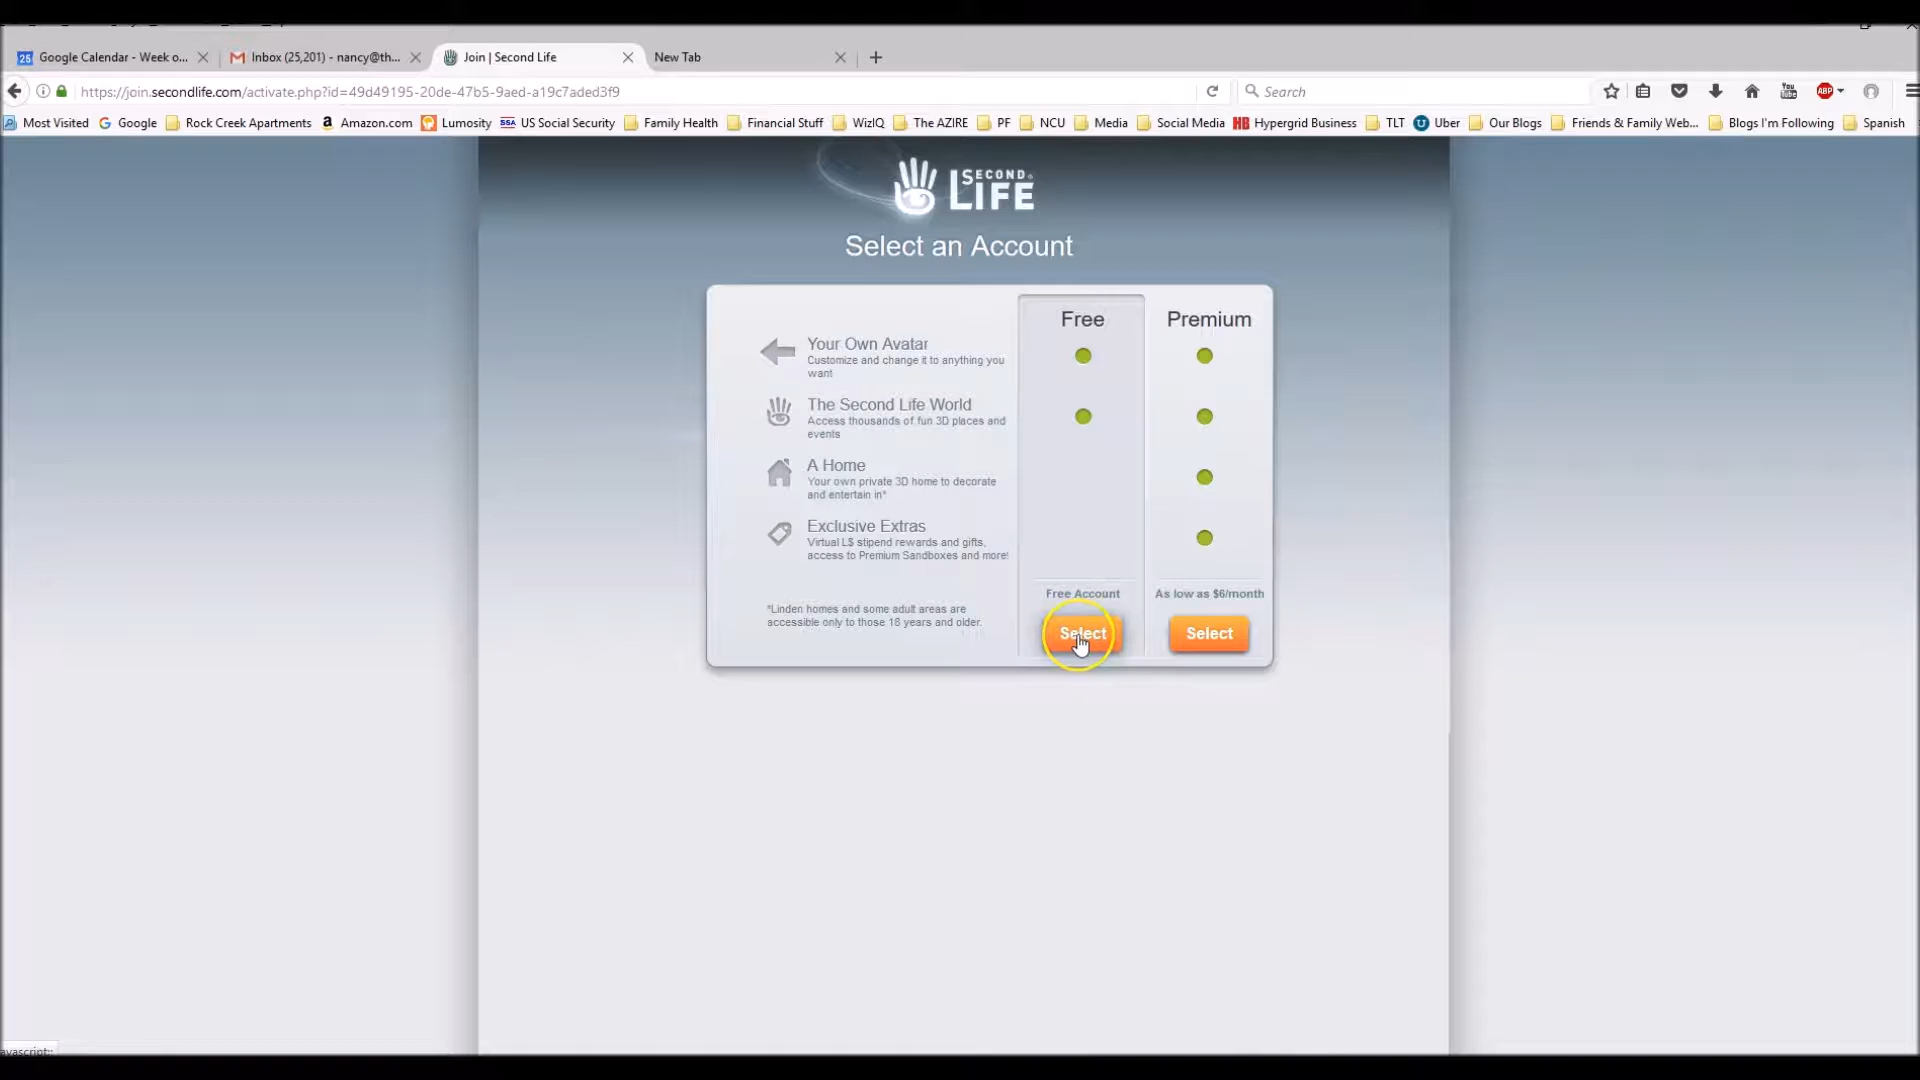 Google Calendar - Week o...
Inbox (25,201) - nancy@th...
Join | Second Life
New Tab
https://join.secondlife.com/activate.php?id=49d49195-20de-47b5-9aed-a19c7aded3f9
Search
You Tube
ABP
Most Visited Google Rock Creek Apartments Amazon.com Lumosity US Social Security Family Health Financial Stuff WizIQ The AZIRE PF NCU Media Social Media Hypergrid Business TLT Uber Our Blogs Friends & Family Web... Blogs I'm Following Spanish
SECOND LIFE
Select an Account
Free Premium
Your Own Avatar
Customize and change it to anything you
want
The Second Life World
Access thousands of fun 3D places and
events
A Home
Your own private 3D home to decorate
and entertain in*
Exclusive Extras
Virtual L$ stipend rewards and gifts,
access to Premium Sandboxes and more!
Free Account As low as $6/month
*Linden homes and some adult areas are
accessible only to those 18 years and older.
Select Select